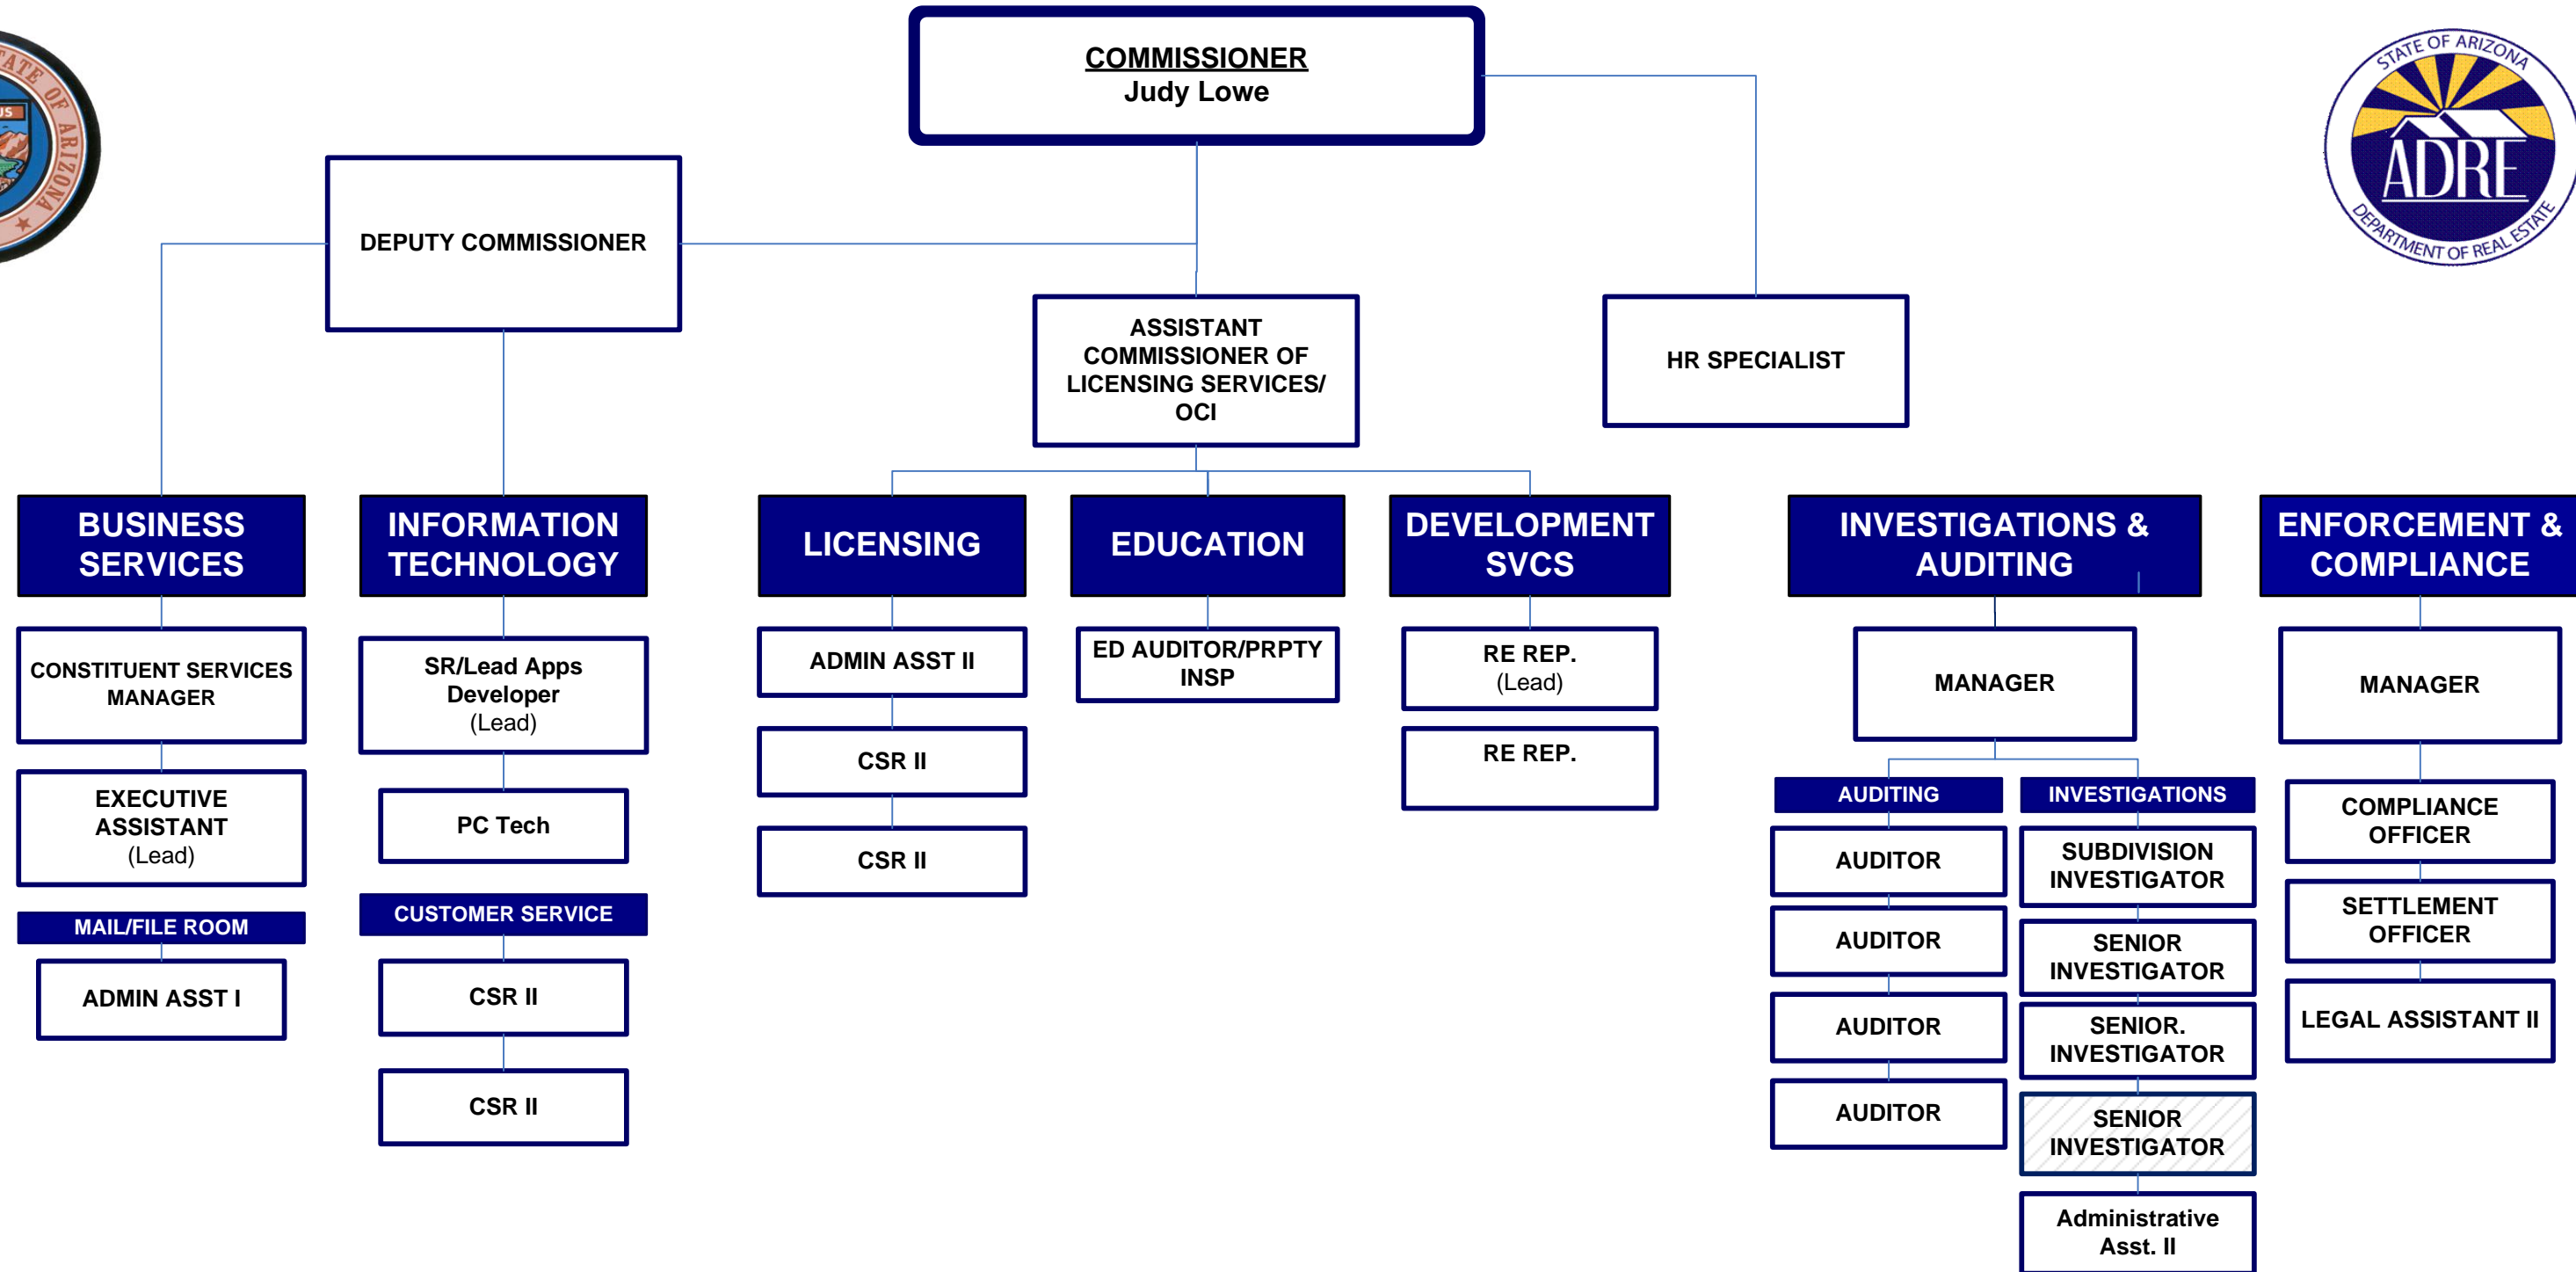 COMMISSIONER
Judy Lowe
STATE OF ARIZONA
ADRE
DEPARTMENT OF REAL ESTATE
STATE OF ARIZONA
US
DEPUTY COMMISSIONER
ASSISTANT
COMMISSIONER OF
LICENSING SERVICES/
OCI
HR SPECIALIST
BUSINESS
SERVICES
CONSTITUENT SERVICES
MANAGER
EXECUTIVE
ASSISTANT
(Lead)
MAIL/FILE ROOM
ADMIN ASST I
INFORMATION
TECHNOLOGY
SR/Lead Apps
Developer
(Lead)
PC Tech
CUSTOMER SERVICE
CSR II
CSR II
LICENSING
ADMIN ASST II
CSR II
CSR II
EDUCATION
ED AUDITOR/PRPTY
INSP
DEVELOPMENT
SVCS
RE REP.
(Lead)
RE REP.
INVESTIGATIONS &
AUDITING
MANAGER
AUDITING
AUDITOR
AUDITOR
AUDITOR
AUDITOR
INVESTIGATIONS
SUBDIVISION
INVESTIGATOR
SENIOR
INVESTIGATOR
SENIOR.
INVESTIGATOR
SENIOR
INVESTIGATOR
Administrative
Asst. II
ENFORCEMENT &
COMPLIANCE
MANAGER
COMPLIANCE
OFFICER
SETTLEMENT
OFFICER
LEGAL ASSISTANT II